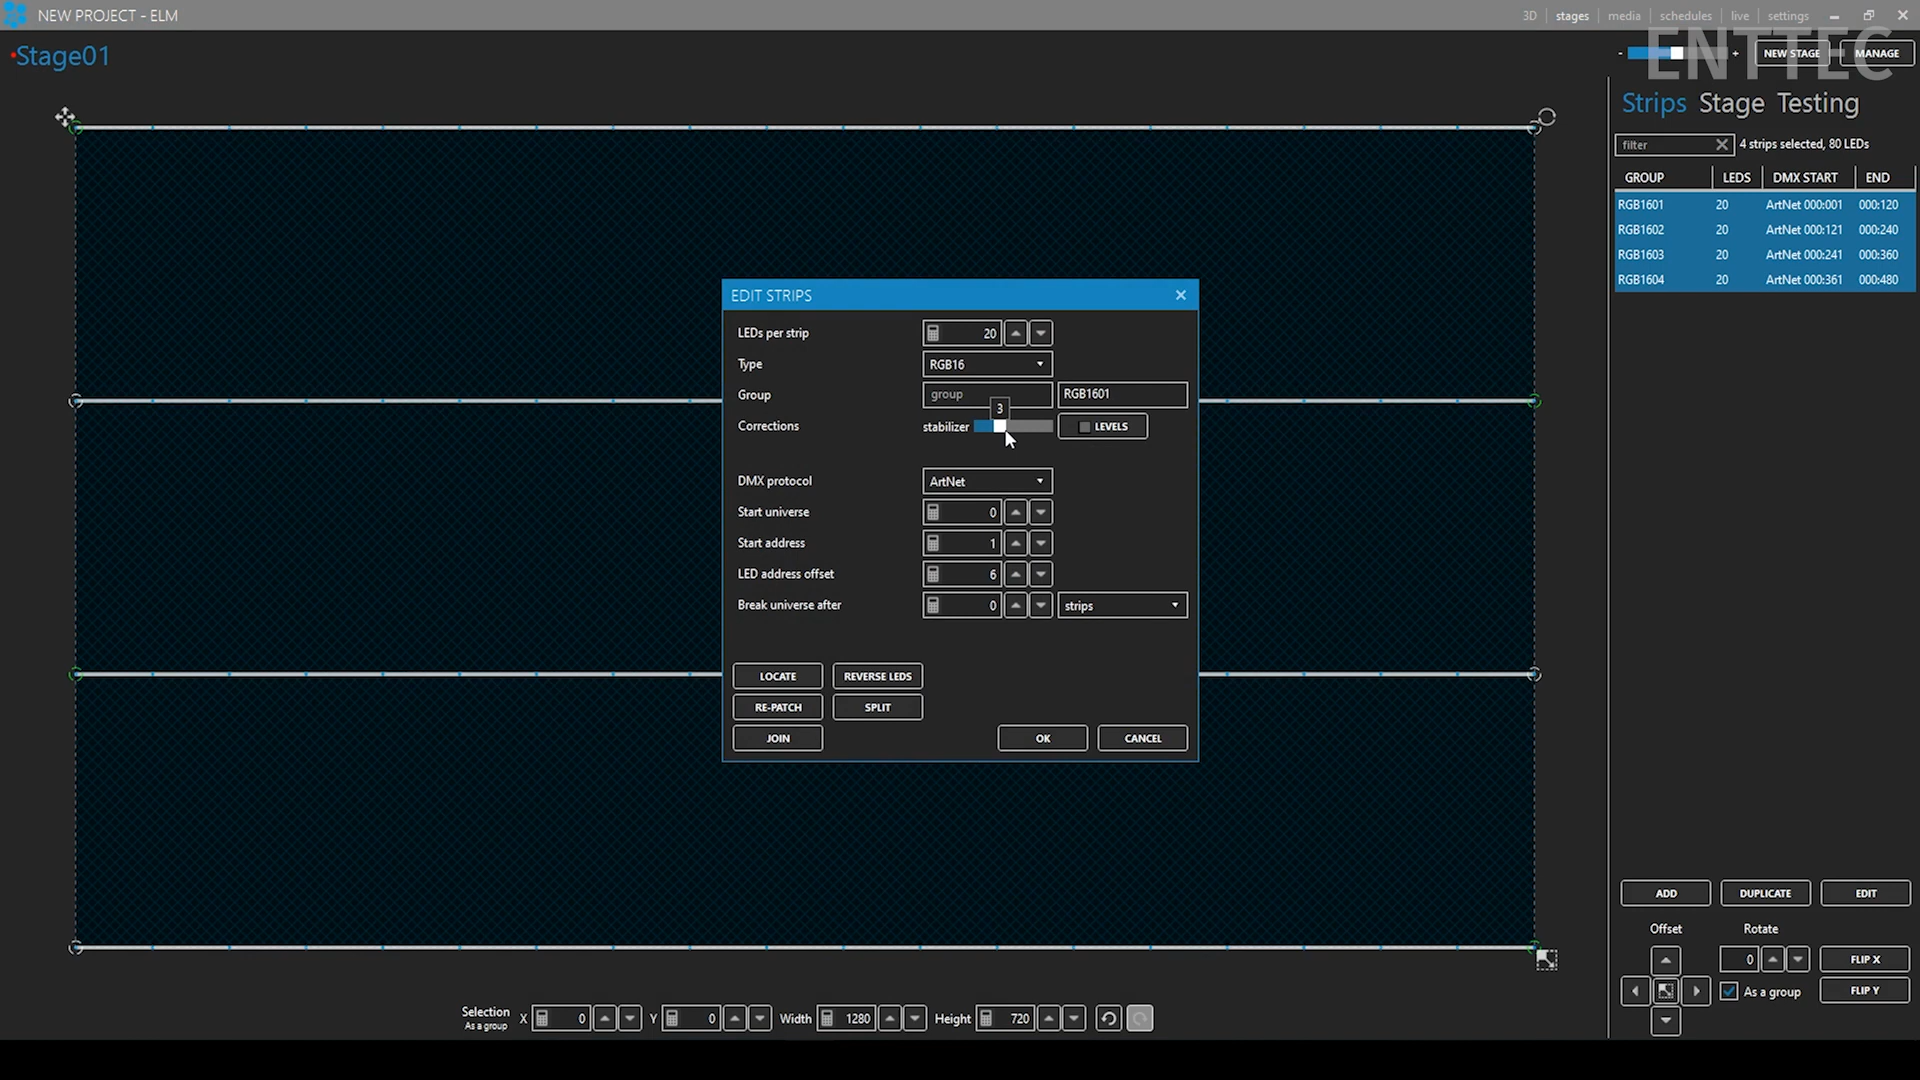 NEW PROJECT - ELM
3D stages media schedules live settings
ENTTEC
Stage01
- + NEW STAGE MANAGE
Strips Stage Testing
filter 4 strips selected, 80 LEDs
GROUP LEDS DMX START END
RGB1601 20 ArtNet 000:001 000:120
RGB1602 20 ArtNet 000:121 000:240
RGB1603 20 ArtNet 000:241 000:360
RGB1604 20 ArtNet 000:361 000:480
EDIT STRIPS
LEDs per strip 20
Type RGB16
Group group RGB1601
3
Corrections stabilizer LEVELS
DMX protocol ArtNet
Start universe 0
Start address 1
LED address offset 6
Break universe after 0 strips
LOCATE REVERSE LEDS
RE-PATCH SPLIT
JOIN OK CANCEL
ADD DUPLICATE EDIT
Offset Rotate
0 FLIP X
As a group FLIP Y
Selection X 0 Y 0 Width 1280 Height 720
As a group